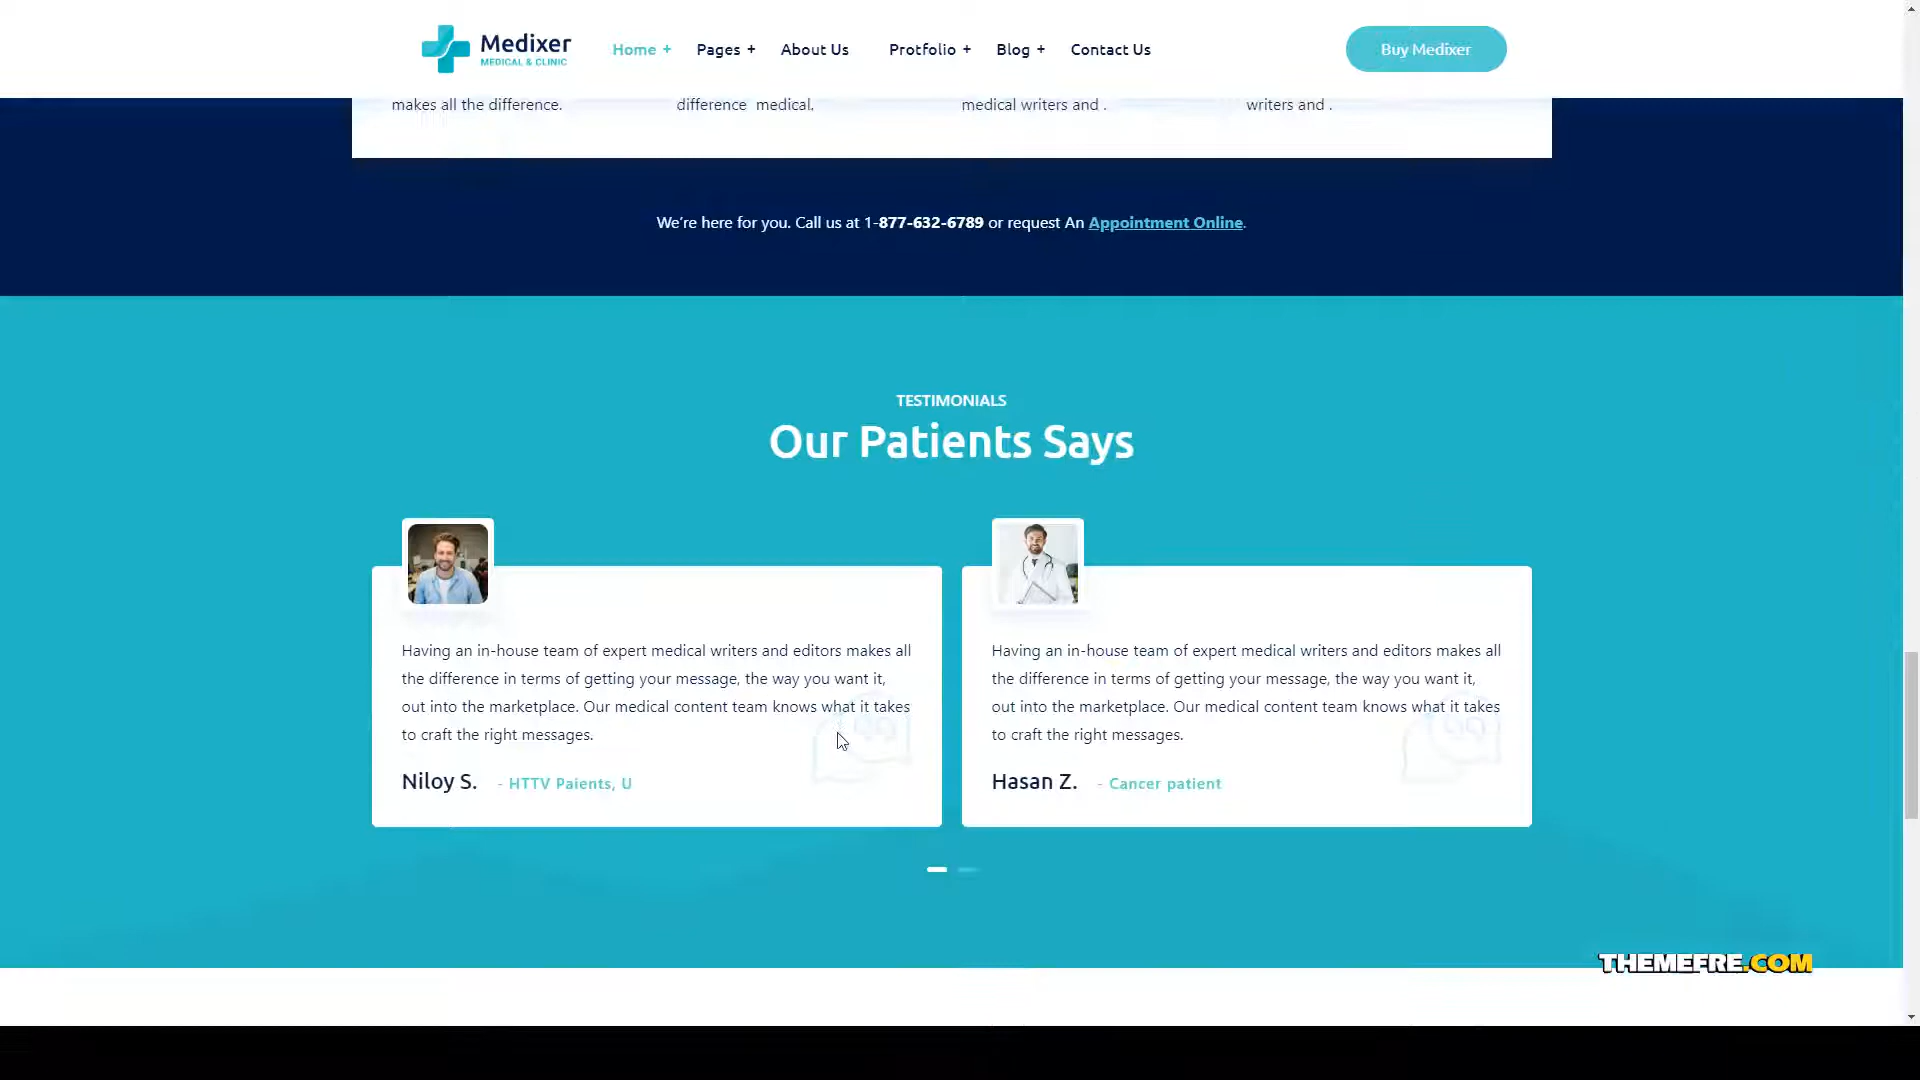 Medixer
MEDICAL & CLINIC
Home + Pages + About Us Protfolio + Blog + Contact Us
Buy Medixer
makes all the difference. difference medical, medical writers and . writers and .
We're here for you. Call us at 1-877-632-6789 or request An Appointment Online.
TESTIMONIALS
Our Patients Says
Having an in-house team of expert medical writers and editors makes all
the difference in terms of getting your message, the way you want it,
out into the marketplace. Our medical content team knows what it takes
to craft the right messages.
Niloy S. - HTTV Paients, U
Having an in-house team of expert medical writers and editors makes all
the difference in terms of getting your message, the way you want it,
out into the marketplace. Our medical content team knows what it takes
to craft the right messages.
Hasan Z. - Cancer patient
THEMEFRE.COM